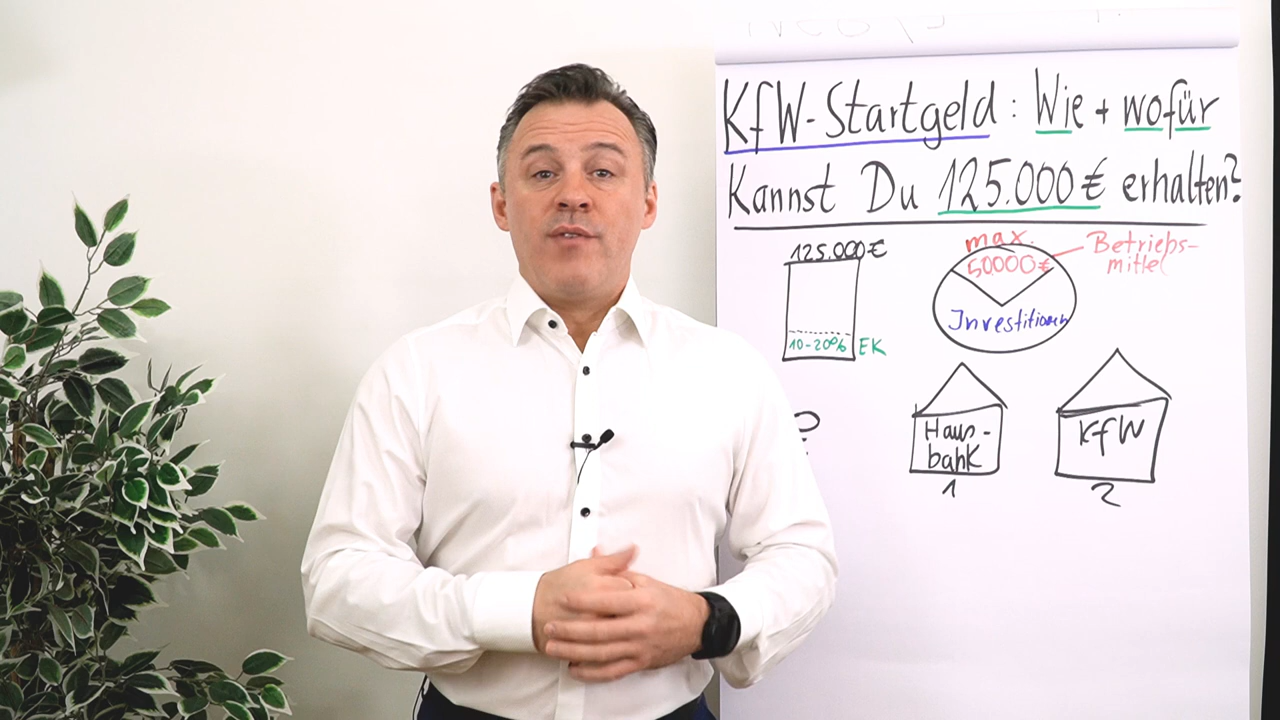 KfW-Startgeld: Wie + wofür
Kannst Du 125.000 € erhalten?
125.000 €
10-20% EK
max.
50000 €
Betriebs-
mittel
Investitionen
?
Haus-
bank
1
KfW
2